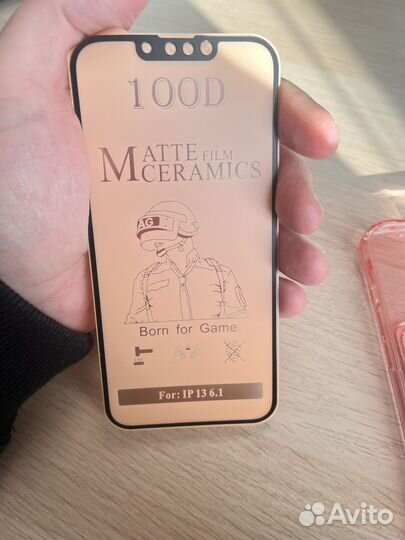 100D
MATTE FILM
CERAMICS
AG
Born for Game
For: IP 13 6.1
Avito